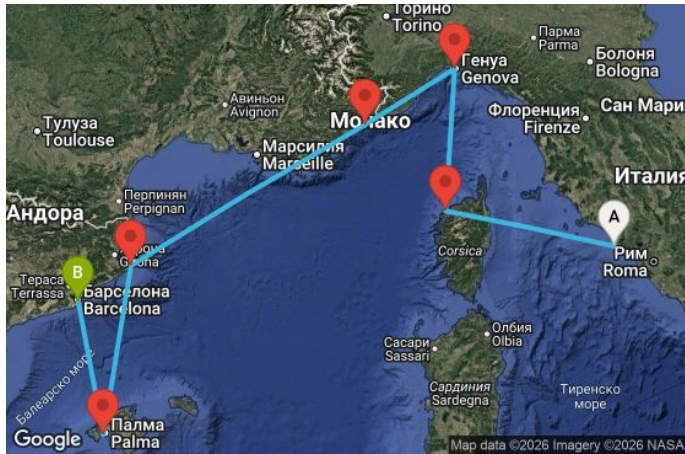 Торино
Torino
Парма
Parma
Генуа
Genova
Болоня
Bologna
Авиньон
Avignon
Монако
Флоренция
Firenze
Сан Мари
Тулуза
Toulouse
Марсилия
Marseille
Италия
Перпинян
Perpignan
Андора
A
Corsica
Рим
Roma
B
Тераса
Terrassa
Барселона
Barcelona
Олбия
Olbia
Сасари
Sassari
Балеарско море
Сардиния
Sardegna
Тиренско
море
Палма
Palma
Google
Map data ©2026 Imagery ©2026 NASA